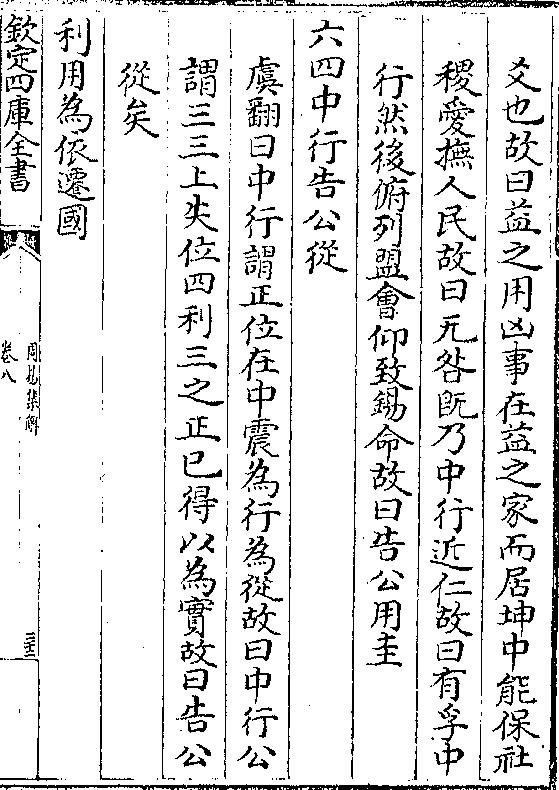 爻也故曰益之用凶事在益之家而居坤中能保社
稷愛撫人民故曰无咎旣乃中行近仁故曰有孚中
行然後俯列盟會仰致錫命故曰告公用圭
六四中行告公從
虞翻曰中行謂正位在中震為行為從故曰中行公
謂三三上失位四利三之正已得以為實故曰告公
從矣
利用為依遷國
欽定四庫全書
周易集解
卷八